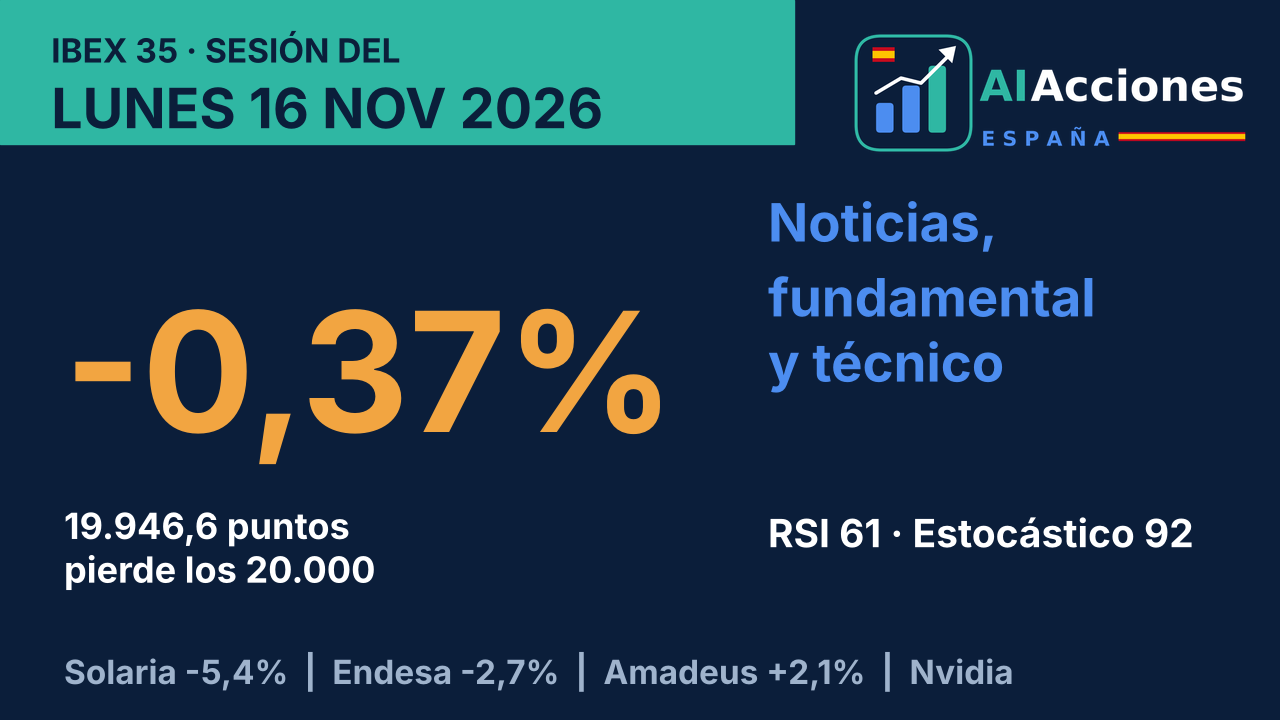 IBEX 35 · SESIÓN DEL
LUNES 16 NOV 2026
AIAcciones
ESPAÑA
Noticias,
fundamental
y técnico
-0,37%
19.946,6 puntos
pierde los 20.000
RSI 61 · Estocástico 92
Solaria -5,4% | Endesa -2,7% | Amadeus +2,1% | Nvidia